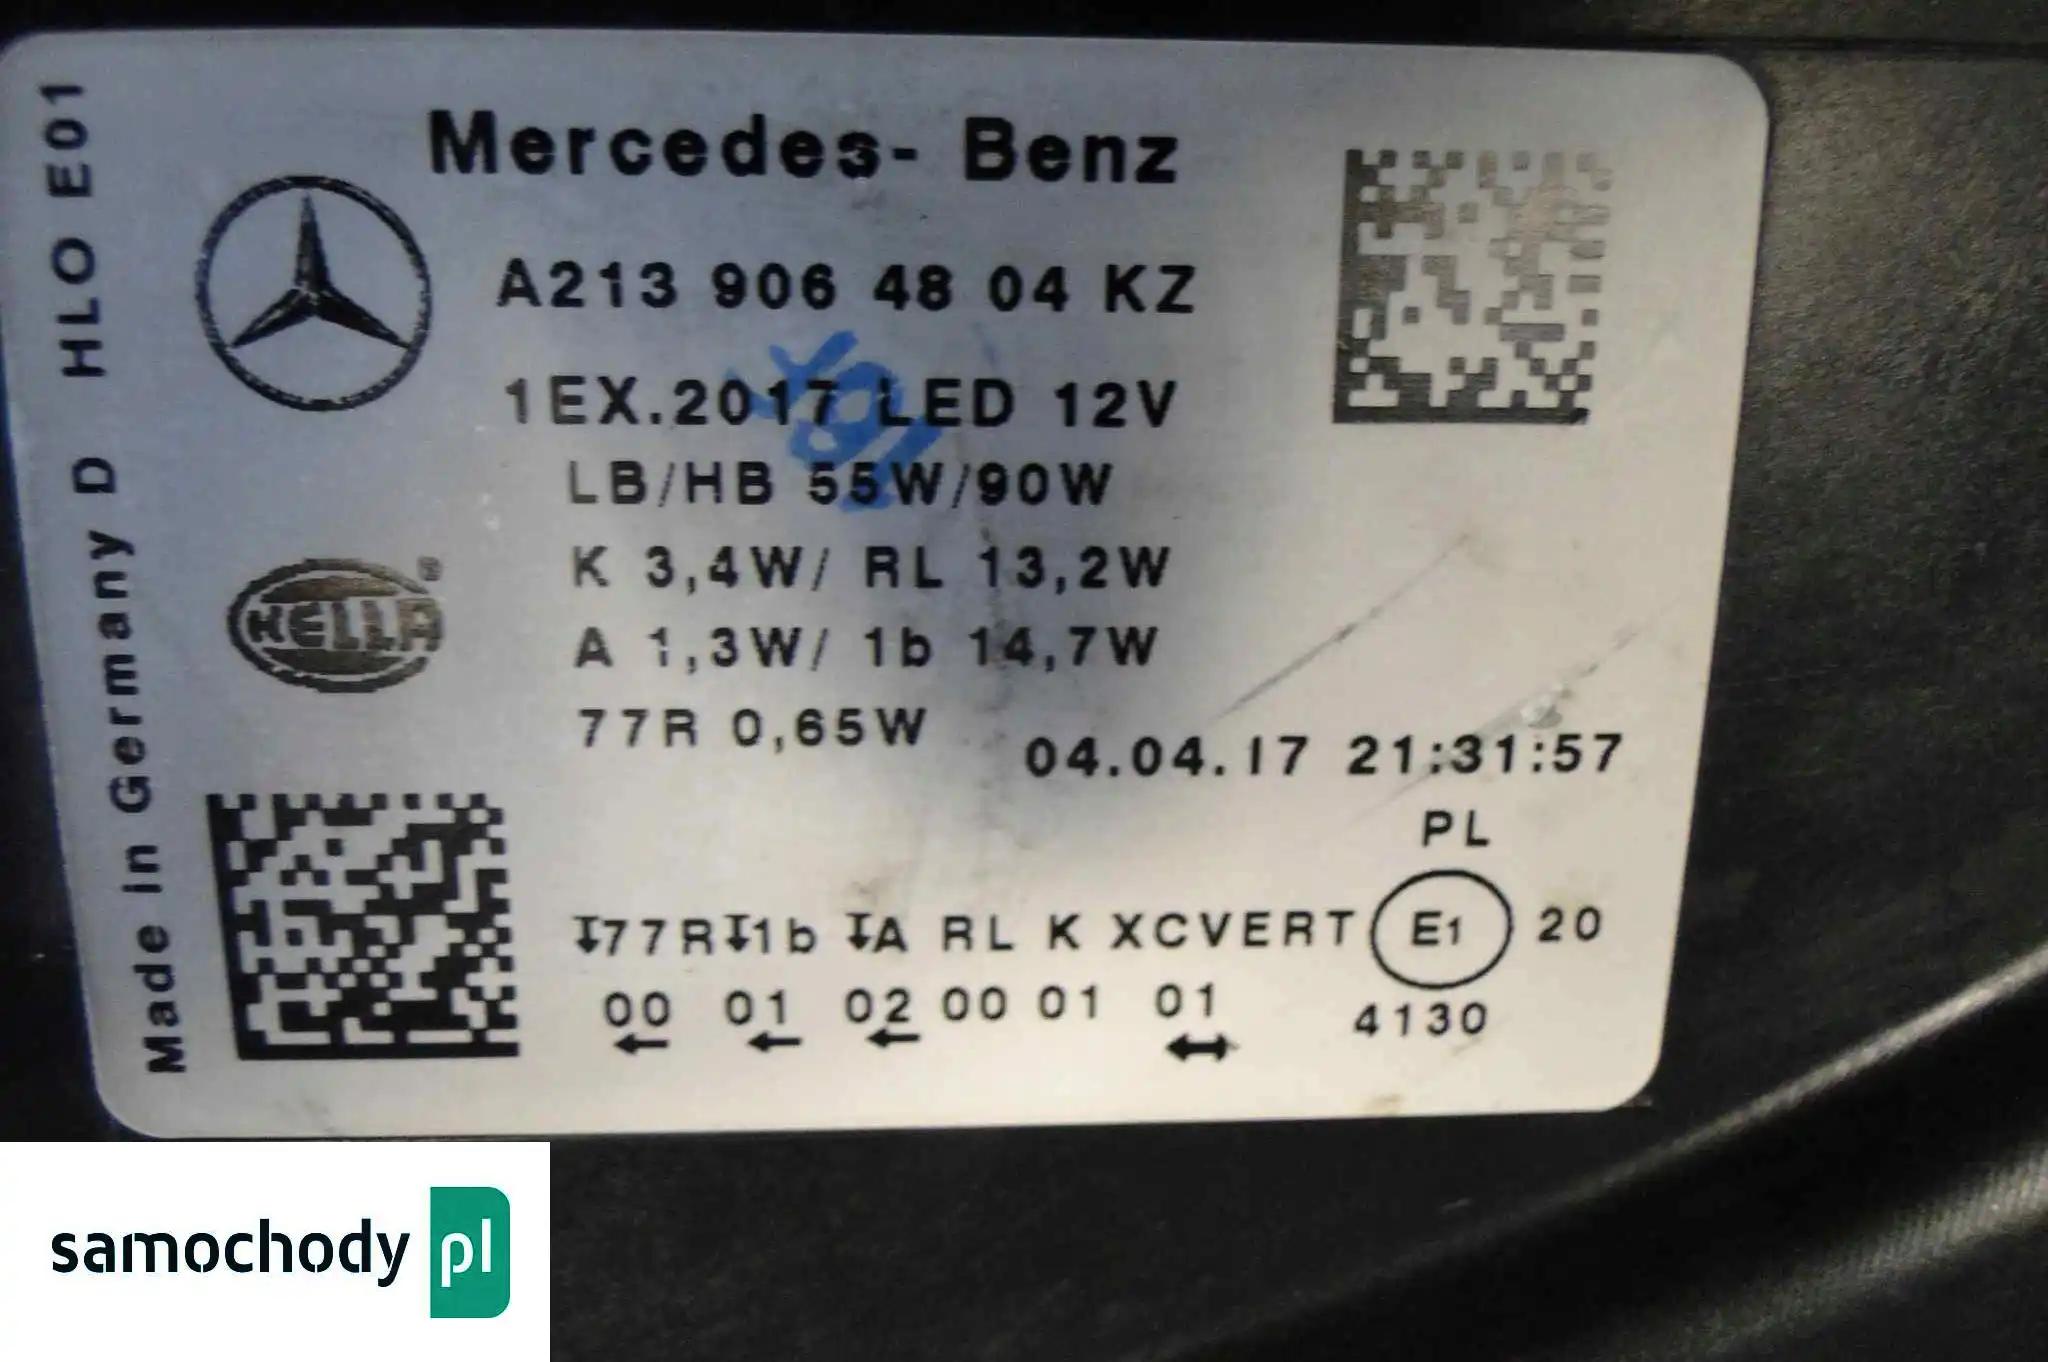 Mercedes- Benz
A213 906 48 04 KZ
1EX.2017 LED 12V
LB/HB 55W/90W
K 3,4W/ RL 13,2W
A 1,3W/ 1b 14,7W
77R 0,65W
04.04.17 21:31:57
PL
77R 1b A RL K XCVERT E1 20
00 01 02 00 01 01 4130
HELLA ®
Made in Germany D HLO E01
samochody pl